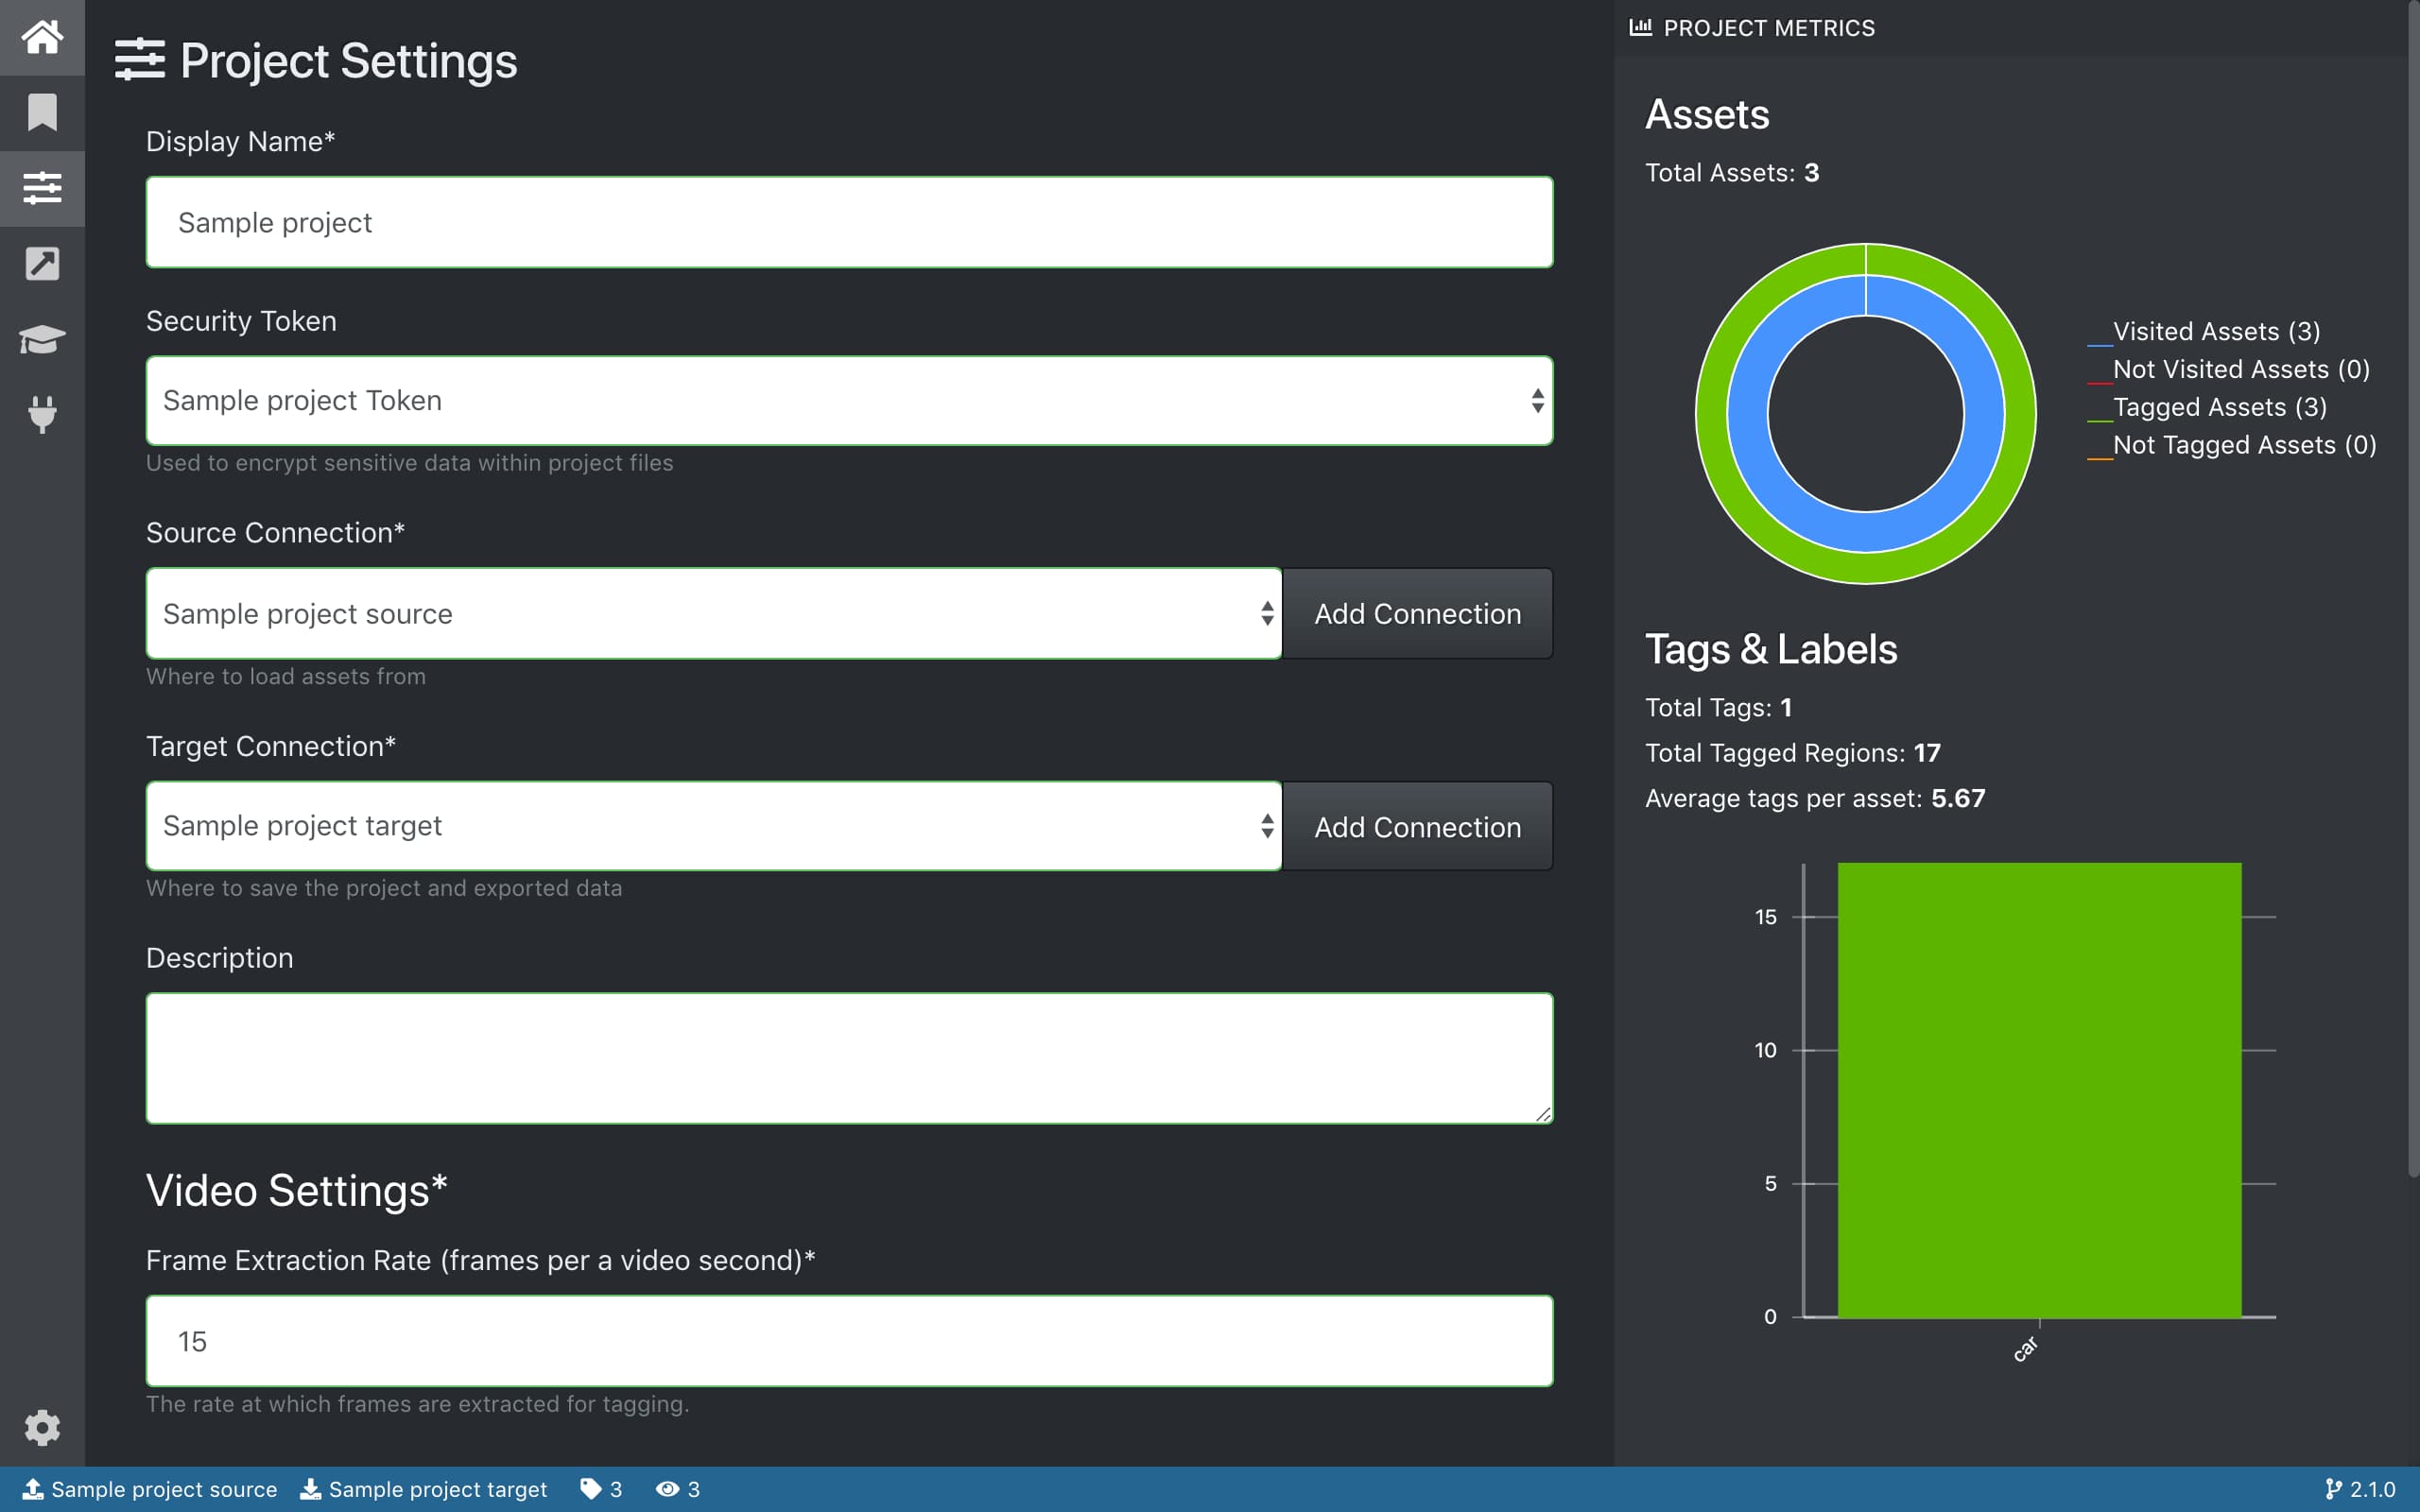 Project Settings
Display Name*
Sample project
Security Token
Sample project Token
Used to encrypt sensitive data within project files
Source Connection*
Sample project source
Add Connection
Where to load assets from
Target Connection*
Sample project target
Add Connection
Where to save the project and exported data
Description
Video Settings*
Frame Extraction Rate (frames per a video second)*
15
The rate at which frames are extracted for tagging.
PROJECT METRICS
Assets
Total Assets: 3
Visited Assets (3)
Not Visited Assets (0)
Tagged Assets (3)
Not Tagged Assets (0)
Tags & Labels
Total Tags: 1
Total Tagged Regions: 17
Average tags per asset: 5.67
15
10
5
0
car
Sample project source
Sample project target
3
3
2.1.0